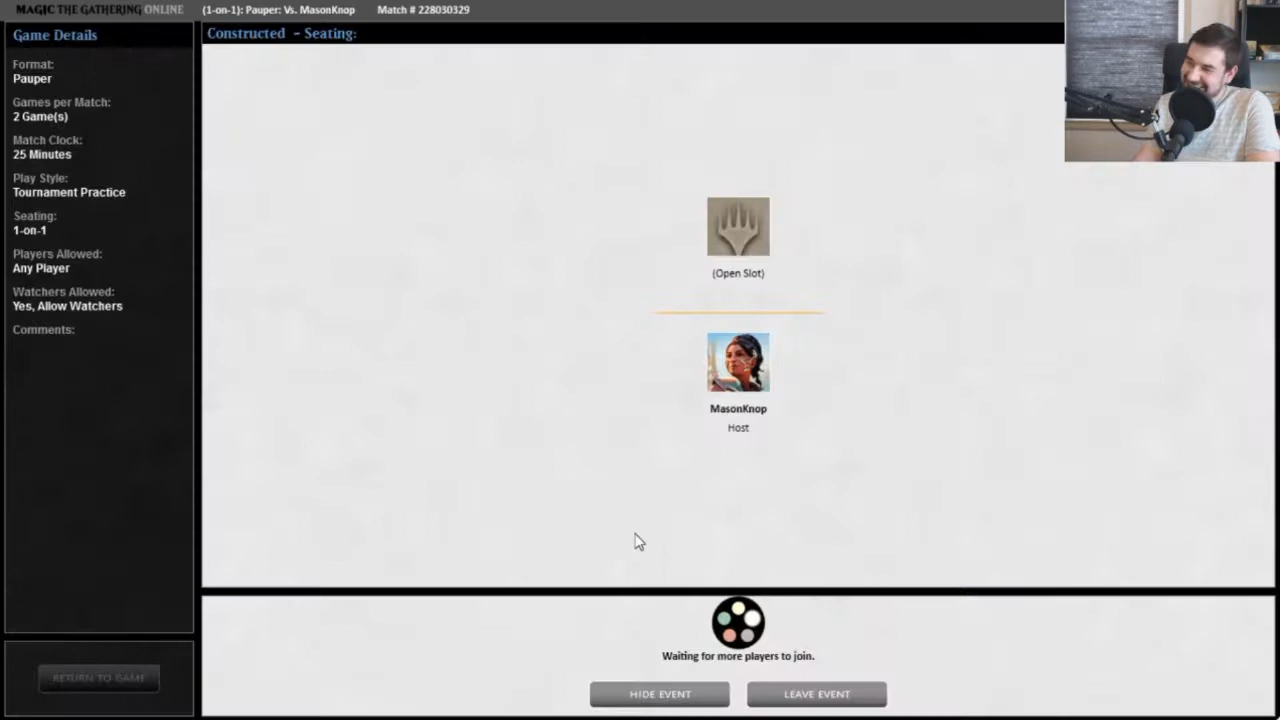 MAGIC THE GATHERING ONLINE (1-on-1): Pauper: Vs. MasonKnop Match # 228030329
Game Details
Constructed - Seating:
Format:
Pauper
Games per Match:
2 Game(s)
Match Clock:
25 Minutes
Play Style:
Tournament Practice
Seating:
1-on-1
Players Allowed:
Any Player
Watchers Allowed:
Yes, Allow Watchers
Comments:
(Open Slot)
MasonKnop
Host
Waiting for more players to join.
RETURN TO GAME
HIDE EVENT LEAVE EVENT